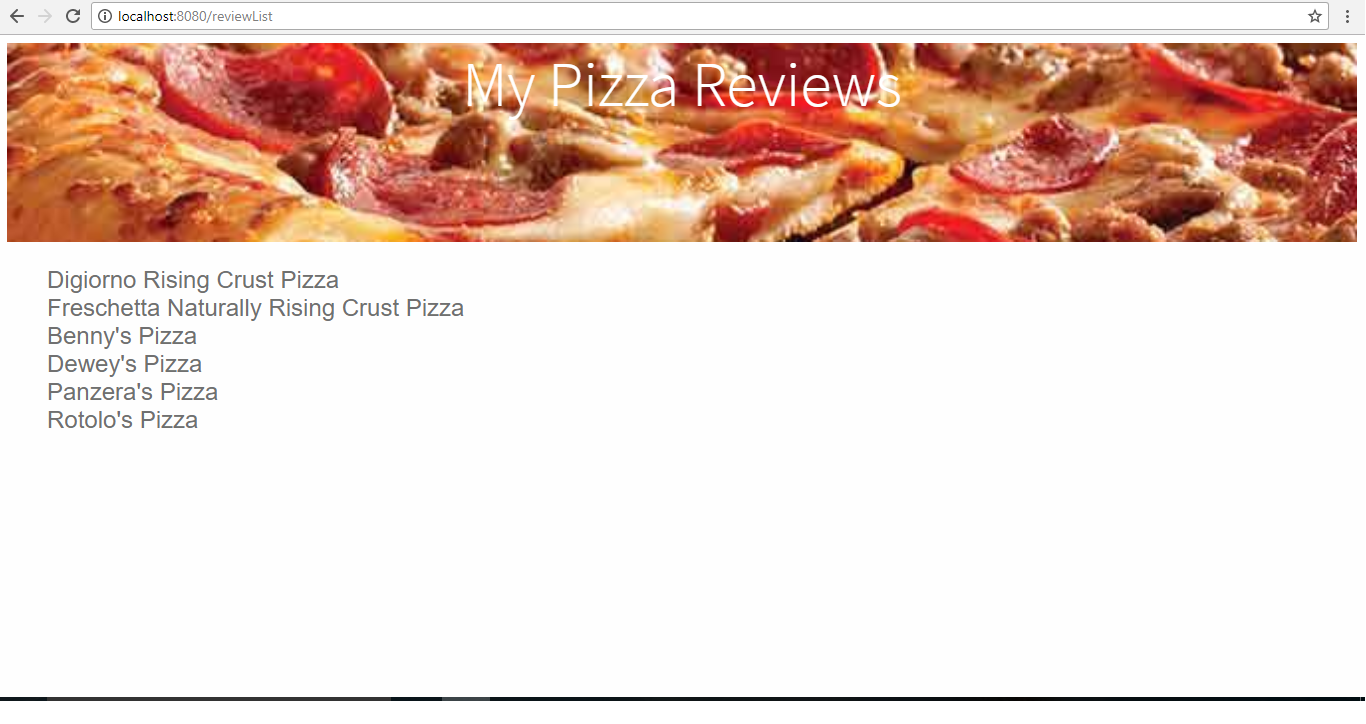 localhost:8080/reviewList
My Pizza Reviews
Digiorno Rising Crust Pizza
Freschetta Naturally Rising Crust Pizza
Benny's Pizza
Dewey's Pizza
Panzera's Pizza
Rotolo's Pizza